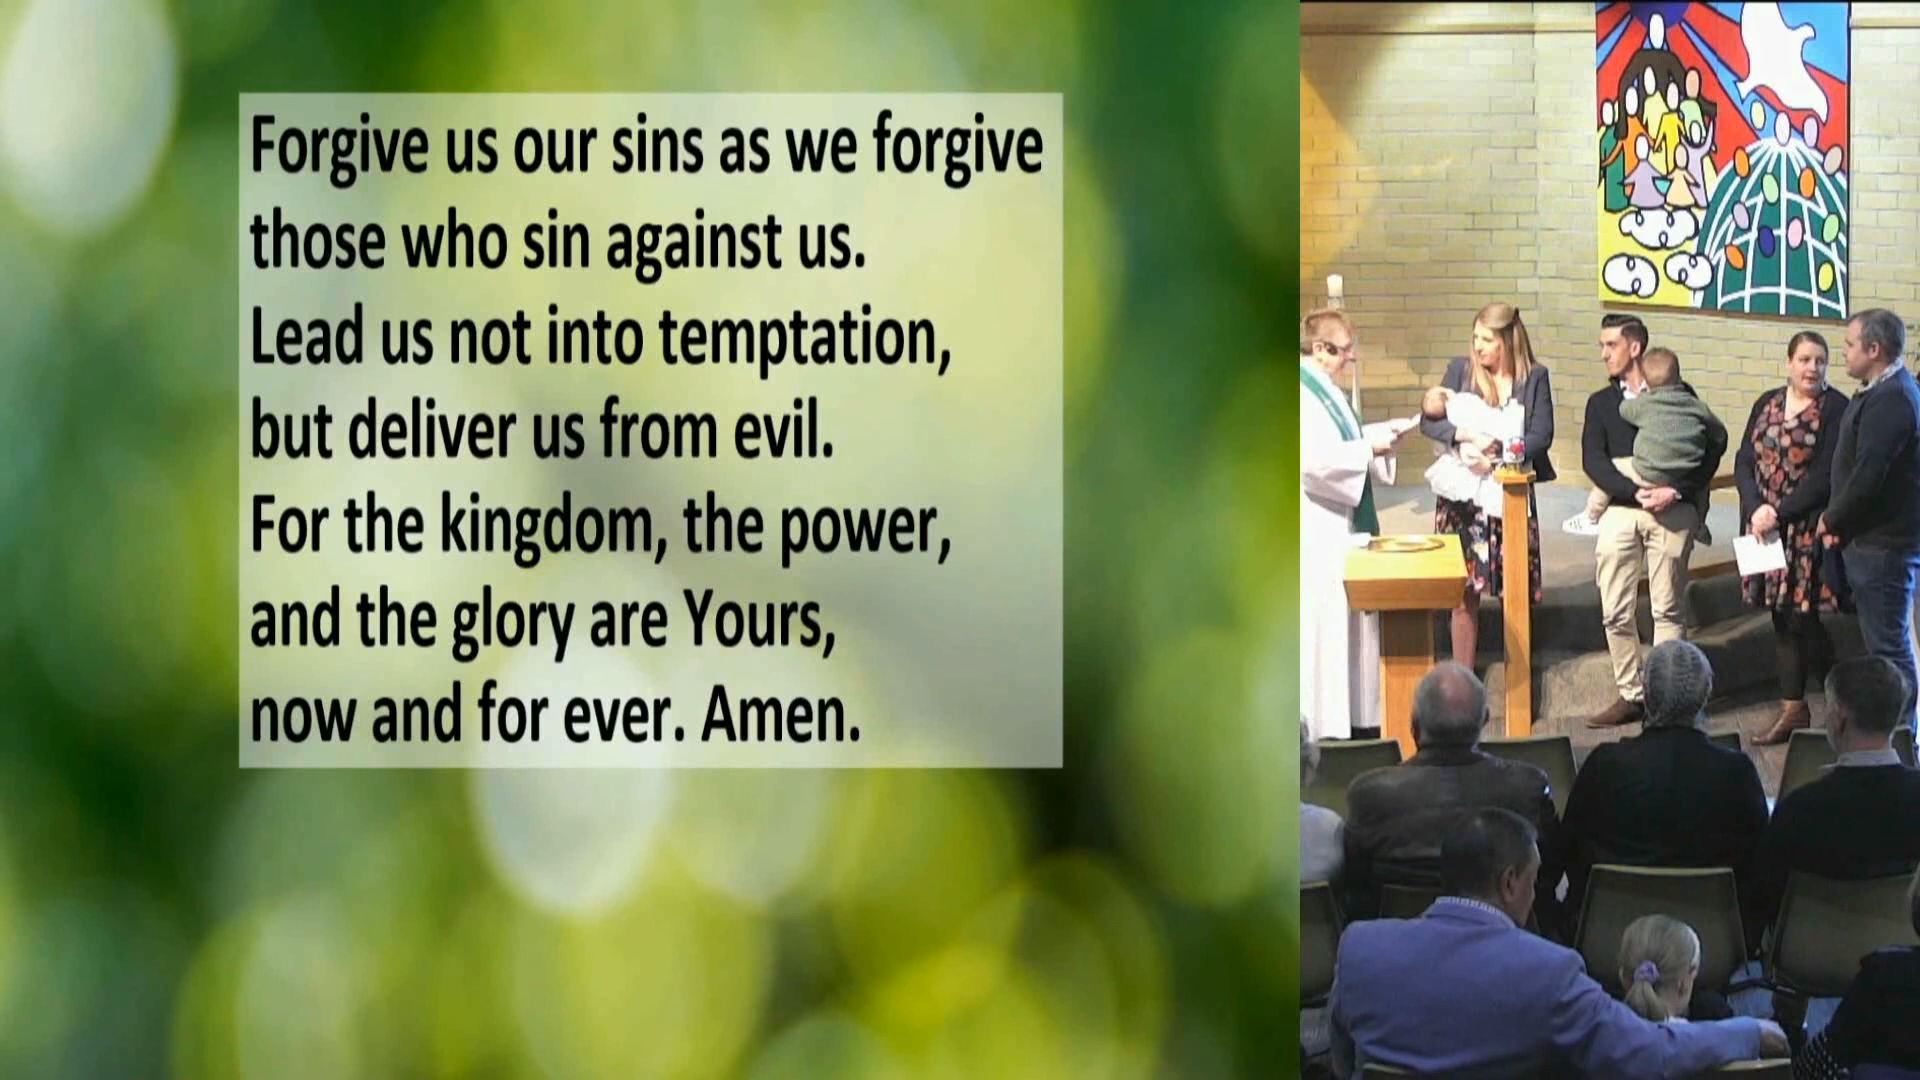 Forgive us our sins as we forgive
those who sin against us.
Lead us not into temptation,
but deliver us from evil.
For the kingdom, the power,
and the glory are Yours,
now and for ever. Amen.